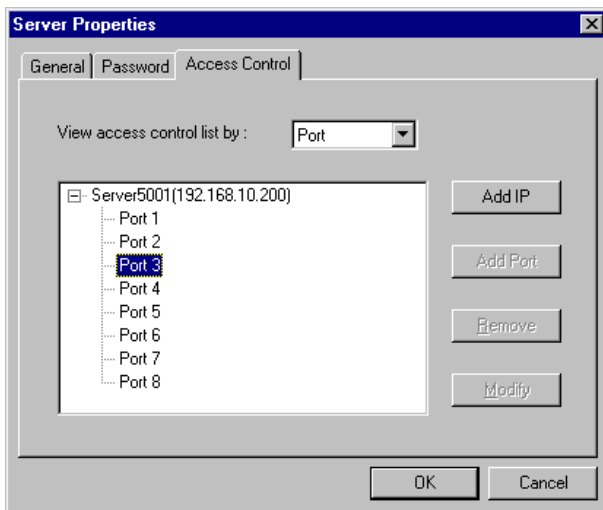 Server Properties
General Password Access Control
View access control list by : Port
Server5001(192.168.10.200)
Port 1
Port 2
Port 3
Port 4
Port 5
Port 6
Port 7
Port 8
Add IP
Add Port
Remove
Modify
OK Cancel